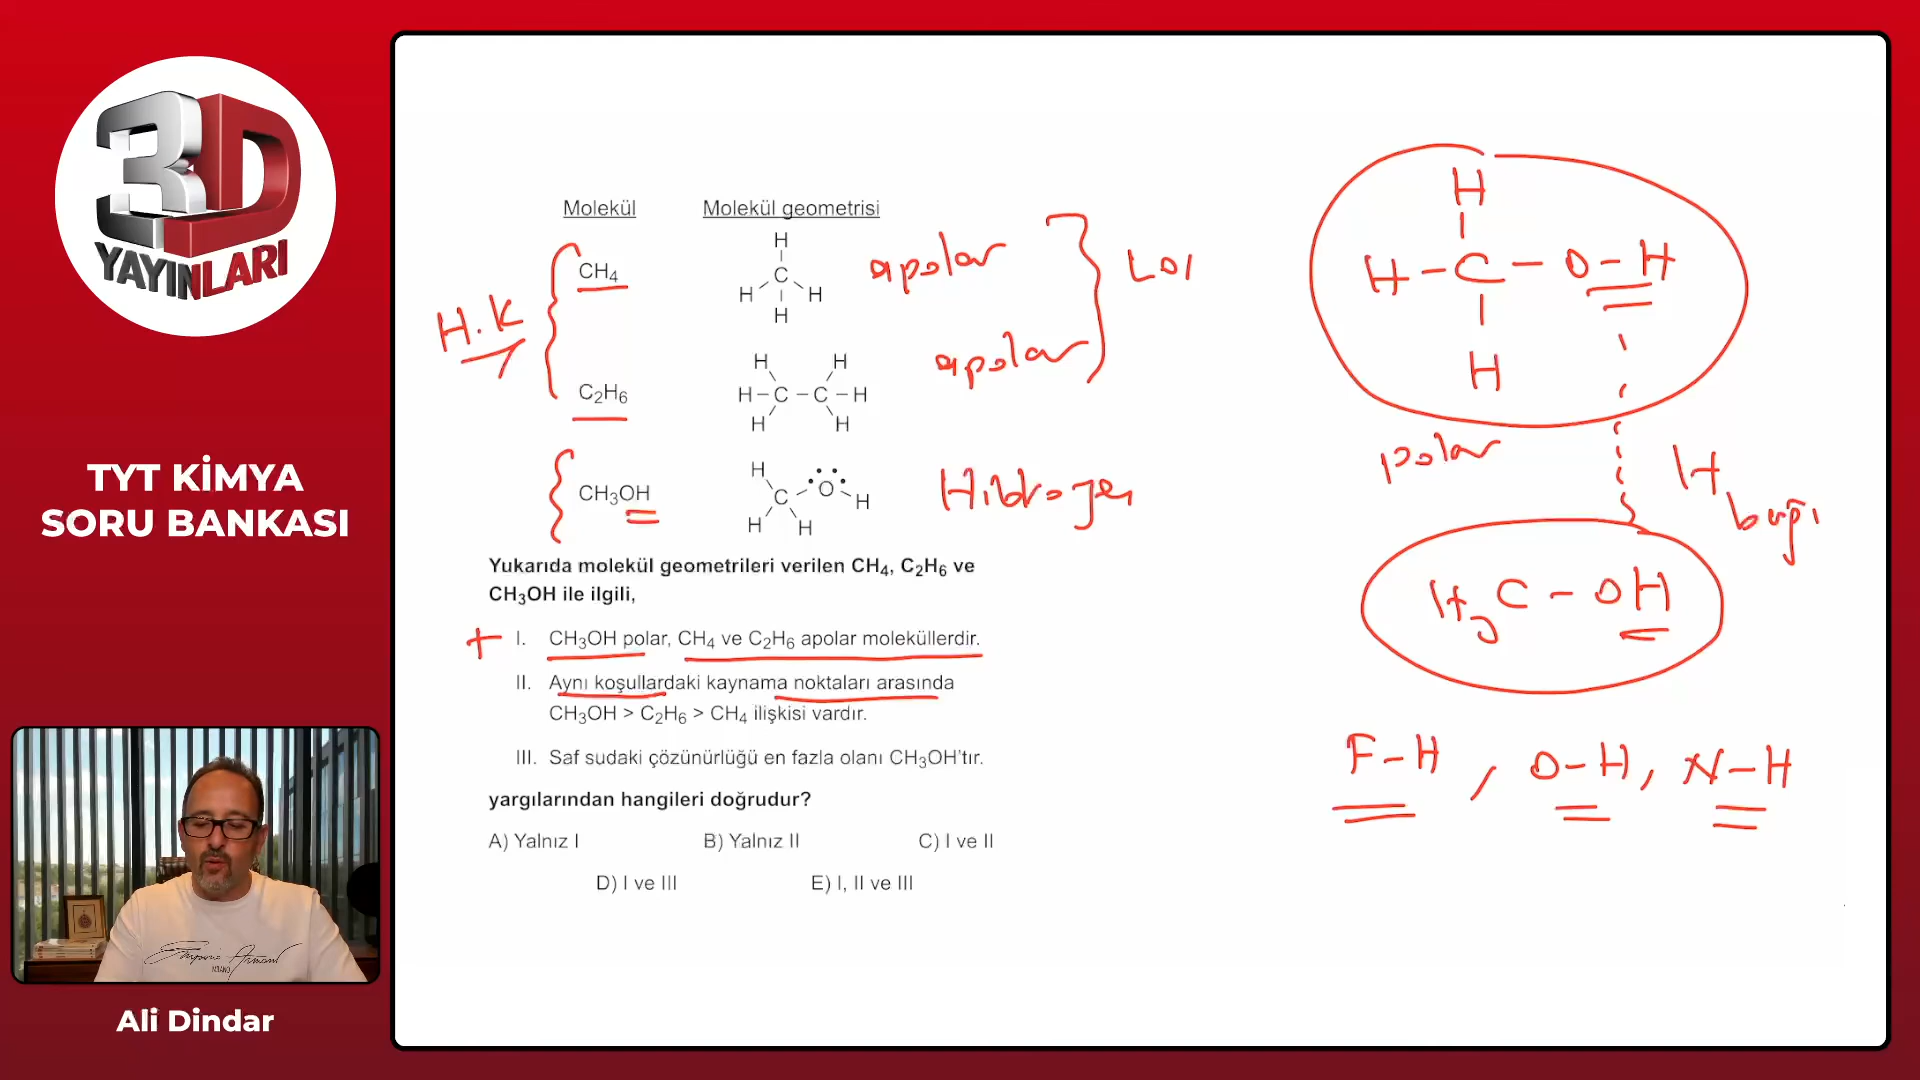 3D
YAYINLARI
TYT KİMYA
SORU BANKASI
Ali Dindar
Molekül Molekül geometrisi
CH4
H
C
H H
H
apolar
LDI
H.K
C2H6
H H
H-C-C-H
H H
apolar
CH3OH
H
C O H
H H
Hidrojen
Yukarıda molekül geometrileri verilen CH4, C2H6 ve
CH3OH ile ilgili,
+ I. CH3OH polar, CH4 ve C2H6 apolar moleküllerdir.
II. Aynı koşullardaki kaynama noktaları arasında
CH3OH > C2H6 > CH4 ilişkisi vardır.
III. Saf sudaki çözünürlüğü en fazla olanı CH3OH'tır.
yargılarından hangileri doğrudur?
A) Yalnız I B) Yalnız II C) I ve II
D) I ve III E) I, II ve III
H
H-C-O-H
H
polar
H
bağı
H3C-OH
F-H, O-H, N-H